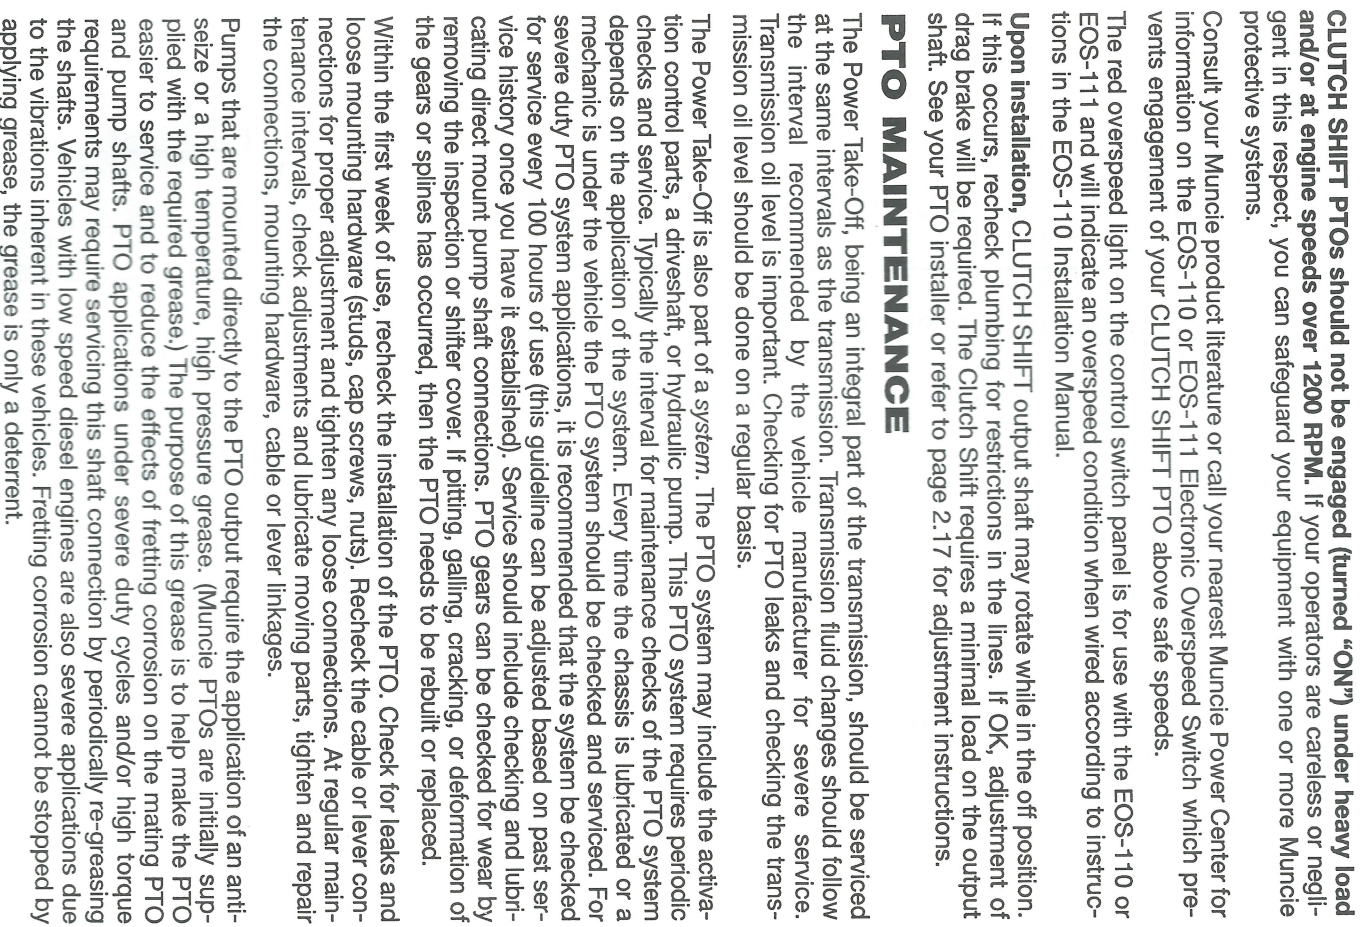 CLUTCH SHIFT PTOs should not be engaged (turned “ON”) under heavy load
and/or at engine speeds over 1200 RPM. If your operators are careless or negli-
gent in this respect, you can safeguard your equipment with one or more Muncie
protective systems.
Consult your Muncie product literature or call your nearest Muncie Power Center for
information on the EOS-110 or EOS-111 Electronic Overspeed Switch which pre-
vents engagement of your CLUTCH SHIFT PTO above safe speeds.
The red overspeed light on the control switch panel is for use with the EOS-110 or
EOS-111 and will indicate an overspeed condition when wired according to instruc-
tions in the EOS-110 Installation Manual.
Upon installation, CLUTCH SHIFT output shaft may rotate while in the off position.
If this occurs, recheck plumbing for restrictions in the lines. If OK, adjustment of
drag brake will be required. The Clutch Shift requires a minimal load on the output
shaft. See your PTO installer or refer to page 2.17 for adjustment instructions.
PTO MAINTENANCE
The Power Take-Off, being an integral part of the transmission, should be serviced
at the same intervals as the transmission. Transmission fluid changes should follow
the interval recommended by the vehicle manufacturer for severe service.
Transmission oil level is important. Checking for PTO leaks and checking the trans-
mission oil level should be done on a regular basis.
The Power Take-Off is also part of a system. The PTO system may include the activa-
tion control parts, a driveshaft, or hydraulic pump. This PTO system requires periodic
checks and service. Typically the interval for maintenance checks of the PTO system
depends on the application of the system. Every time the chassis is lubricated or a
mechanic is under the vehicle the PTO system should be checked and serviced. For
severe duty PTO system applications, it is recommended that the system be checked
for service every 100 hours of use (this guideline can be adjusted based on past ser-
vice history once you have it established). Service should include checking and lubri-
cating direct mount pump shaft connections. PTO gears can be checked for wear by
removing the inspection or shifter cover. If pitting, galling, cracking, or deformation of
the gears or splines has occurred, then the PTO needs to be rebuilt or replaced.
Within the first week of use, recheck the installation of the PTO. Check for leaks and
loose mounting hardware (studs, cap screws, nuts). Recheck the cable or lever con-
nections for proper adjustment and tighten any loose connections. At regular main-
tenance intervals, check adjustments and lubricate moving parts, tighten and repair
the connections, mounting hardware, cable or lever linkages.
Pumps that are mounted directly to the PTO output require the application of an anti-
seize or a high temperature, high pressure grease. (Muncie PTOs are initially sup-
plied with the required grease.) The purpose of this grease is to help make the PTO
easier to service and to reduce the effects of fretting corrosion on the mating PTO
and pump shafts. PTO applications under severe duty cycles and/or high torque
requirements may require servicing this shaft connection by periodically re-greasing
the shafts. Vehicles with low speed diesel engines are also severe applications due
to the vibrations inherent in these vehicles. Fretting corrosion cannot be stopped by
applying grease, the grease is only a deterrent.